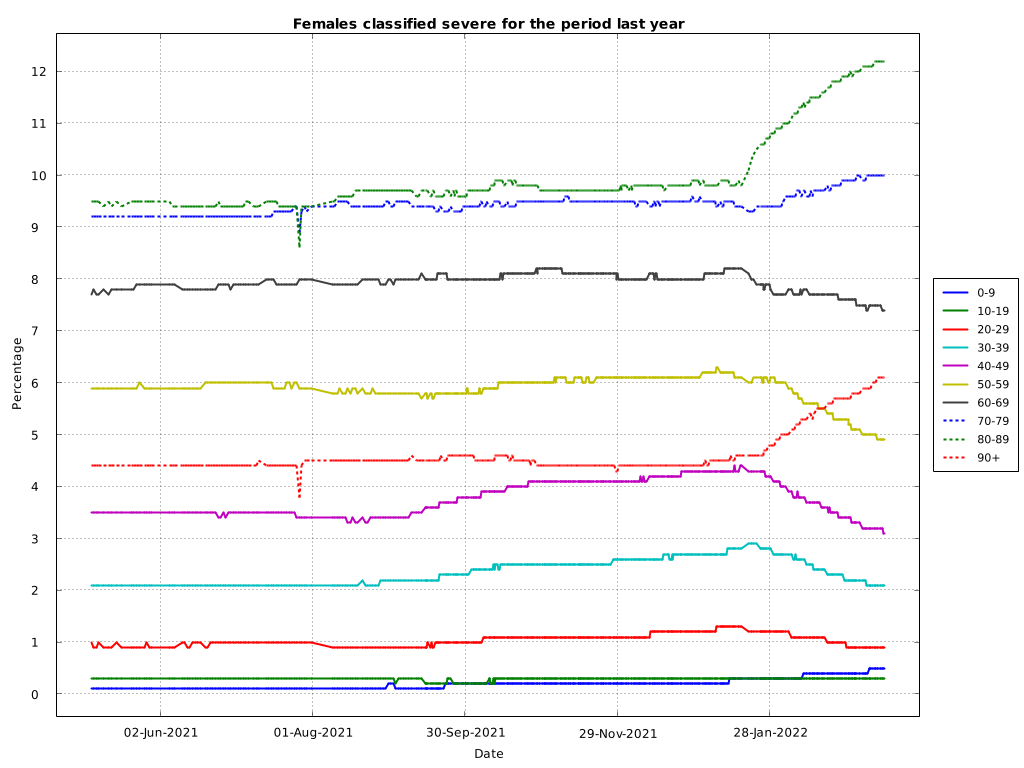 Females classified severe for the period last year
12
11
10
9
8
7
6
5
4
3
2
1
0
Percentage
02-Jun-2021
01-Aug-2021
30-Sep-2021
29-Nov-2021
28-Jan-2022
Date
0-9
10-19
20-29
30-39
40-49
50-59
60-69
70-79
80-89
90+